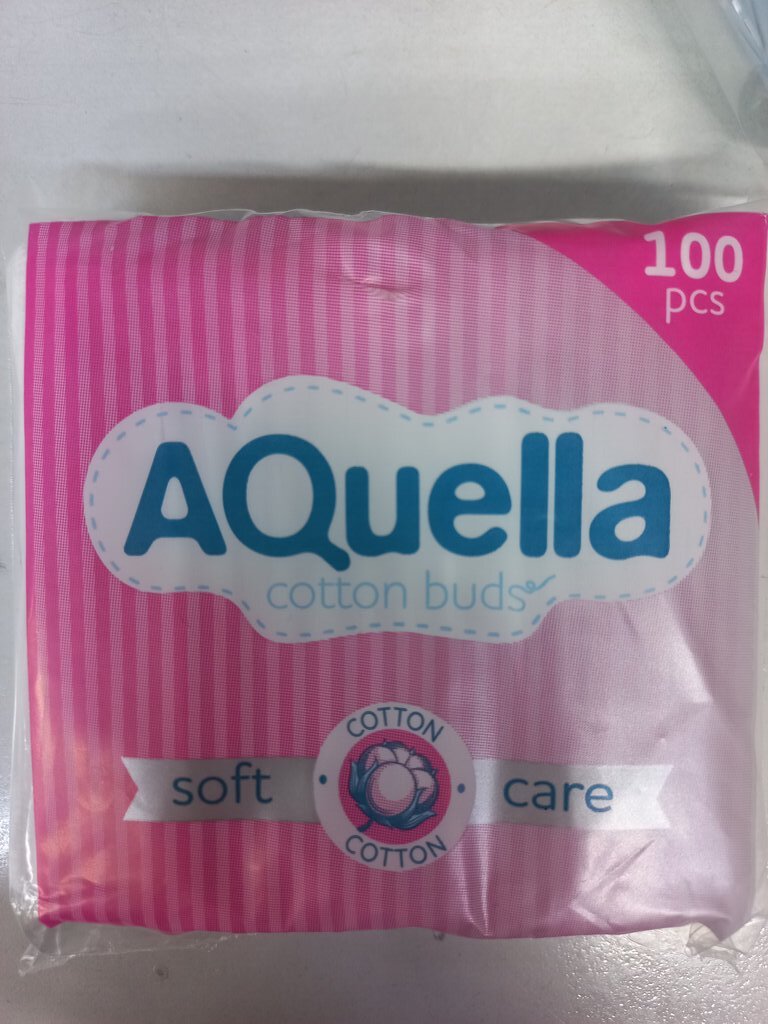 100
pcs
AQuella
cotton buds
COTTON
soft care
COTTON